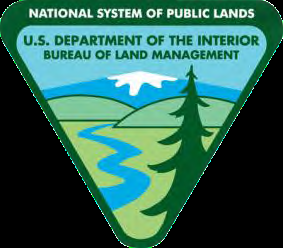 NATIONAL SYSTEM OF PUBLIC LANDS
U.S. DEPARTMENT OF THE INTERIOR
BUREAU OF LAND MANAGEMENT